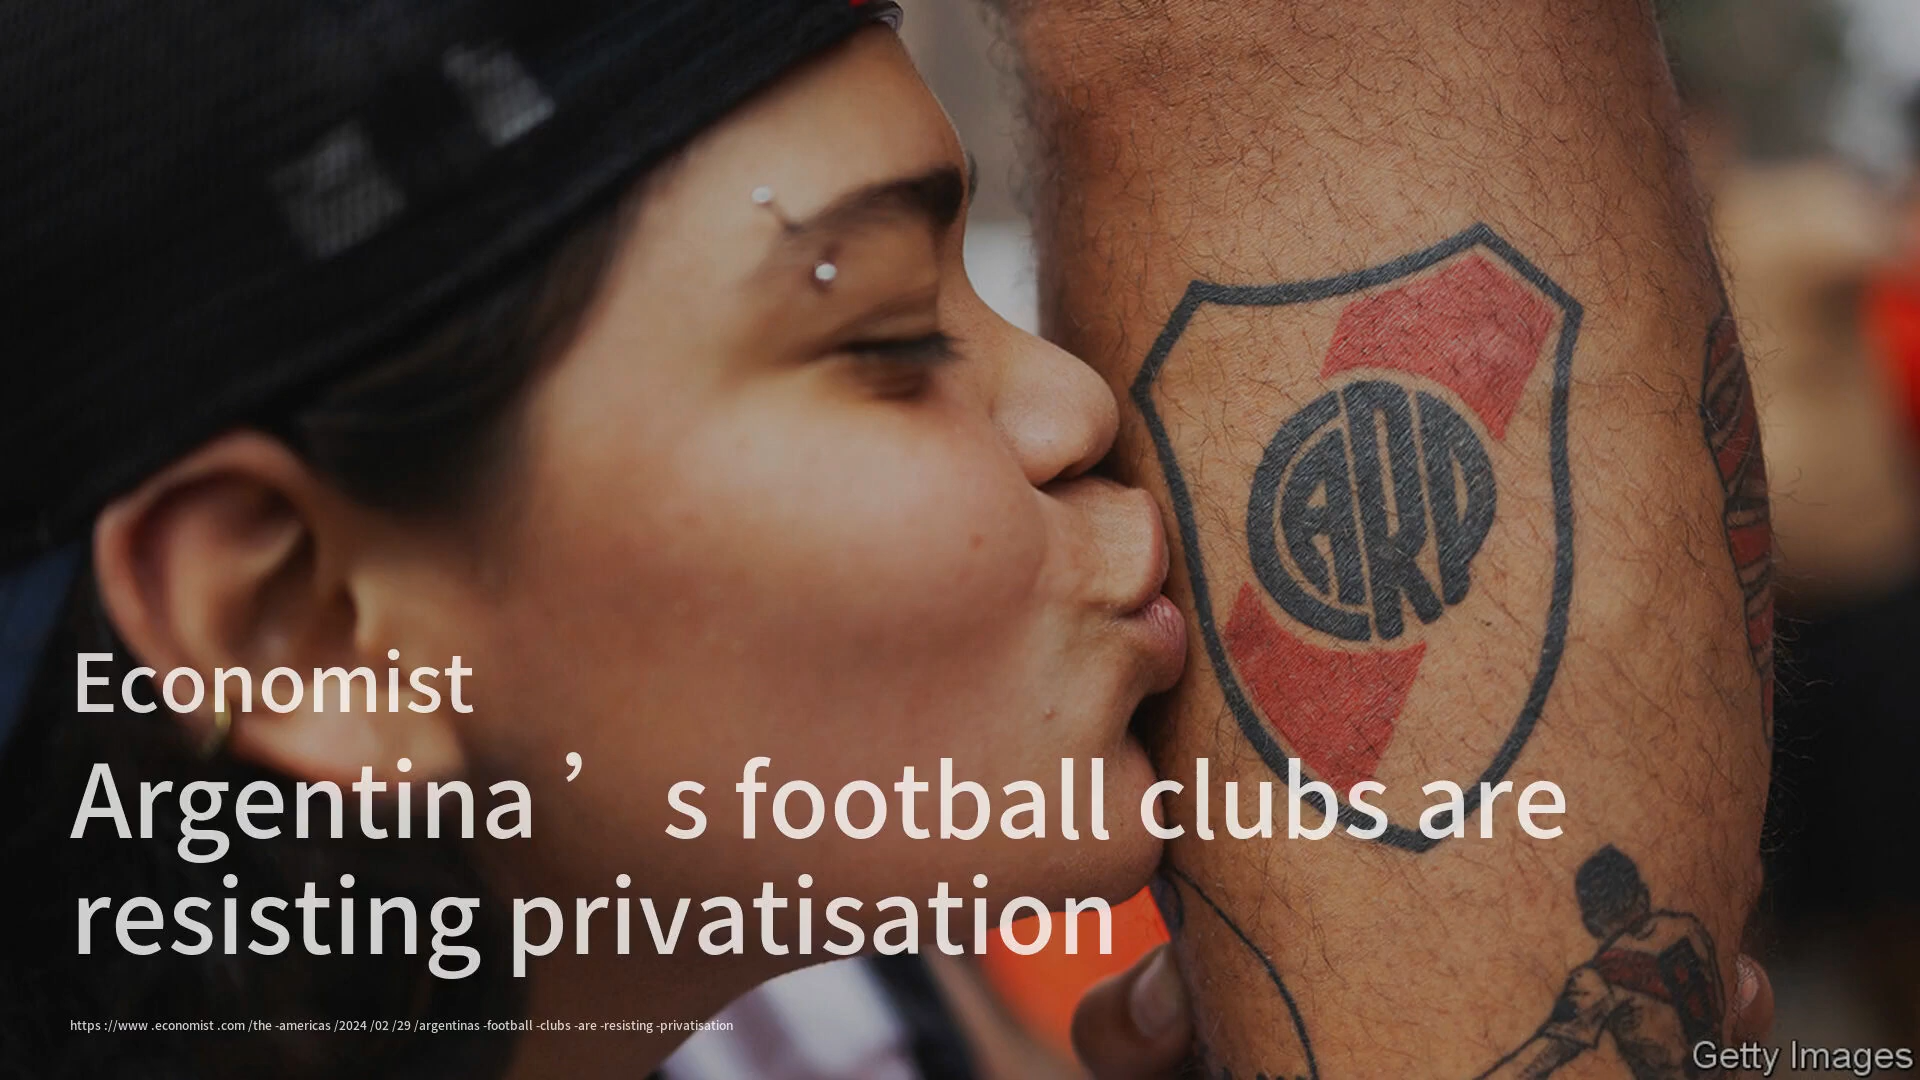 CARP
Economist
Argentina’s football clubs are
resisting privatisation
https://www.economist.com/the-americas/2024/02/29/argentinas-football-clubs-are-resisting-privatisation
Getty Images